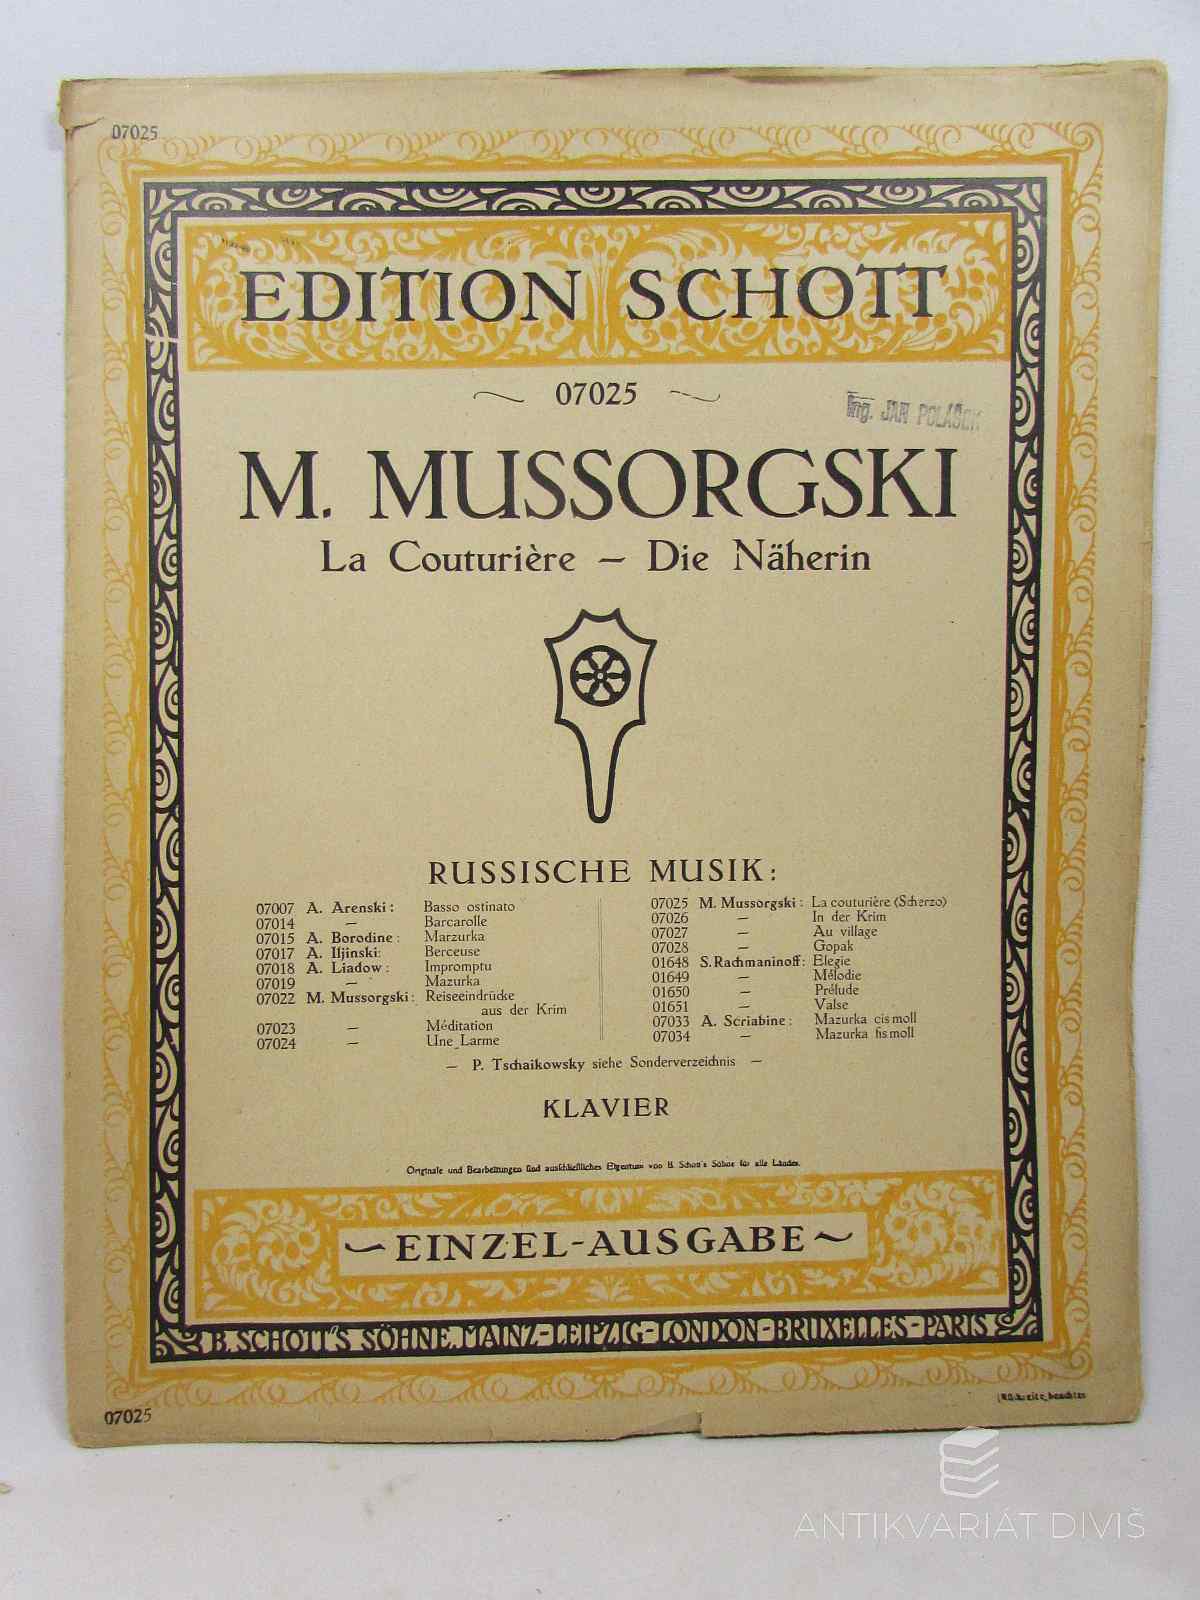 07025
EDITION SCHOTT
~ 07025 ~
Ing. JAN POLÁŠEK
M. MUSSORGSKI
La Couturière – Die Näherin
RUSSISCHE MUSIK:
07007 A. Arenski: Basso ostinato
07014 — Barcarolle
07015 A. Borodine: Marzurka
07017 A. Iljinski: Berceuse
07018 A. Liadow: Impromptu
07019 — Mazurka
07022 M. Mussorgski: Reiseeindrücke
aus der Krim
07023 — Méditation
07024 — Une Larme
07025 M. Mussorgski: La couturière (Scherzo)
07026 — In der Krim
07027 — Au village
07028 — Gopak
01648 S. Rachmaninoff: Elegie
01649 — Mélodie
01650 — Prélude
01651 — Valse
07033 A. Scriabine: Mazurka cis moll
07034 — Mazurka fis moll
— P. Tschaikowsky siehe Sonderverzeichnis —
KLAVIER
Originale und Bearbeitungen sind ausschließliches Eigentum von B. Schott's Söhne für alle Länder.
~EINZEL-AUSGABE~
B. SCHOTT'S SÖHNE, MAINZ-LEIPZIG-LONDON-BRUXELLES-PARIS
07025
ANTIKVARIÁT DIVIŠ